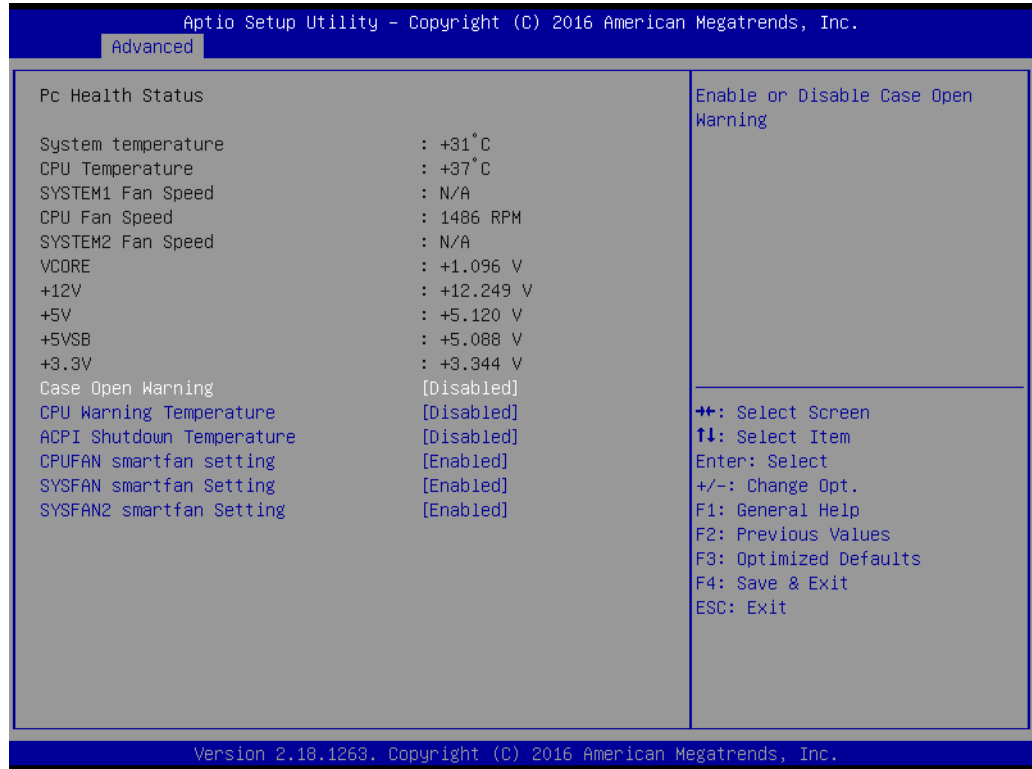 Aptio Setup Utility – Copyright (C) 2016 American Megatrends, Inc.
Advanced
Pc Health Status
System temperature : +31°C
CPU Temperature : +37°C
SYSTEM1 Fan Speed : N/A
CPU Fan Speed : 1486 RPM
SYSTEM2 Fan Speed : N/A
VCORE : +1.096 V
+12V : +12.249 V
+5V : +5.120 V
+5VSB : +5.088 V
+3.3V : +3.344 V
Case Open Warning [Disabled]
CPU Warning Temperature [Disabled]
ACPI Shutdown Temperature [Disabled]
CPUFAN smartfan setting [Enabled]
SYSFAN smartfan Setting [Enabled]
SYSFAN2 smartfan Setting [Enabled]
Enable or Disable Case Open
Warning
→←: Select Screen
↑↓: Select Item
Enter: Select
+/-: Change Opt.
F1: General Help
F2: Previous Values
F3: Optimized Defaults
F4: Save & Exit
ESC: Exit
Version 2.18.1263. Copyright (C) 2016 American Megatrends, Inc.